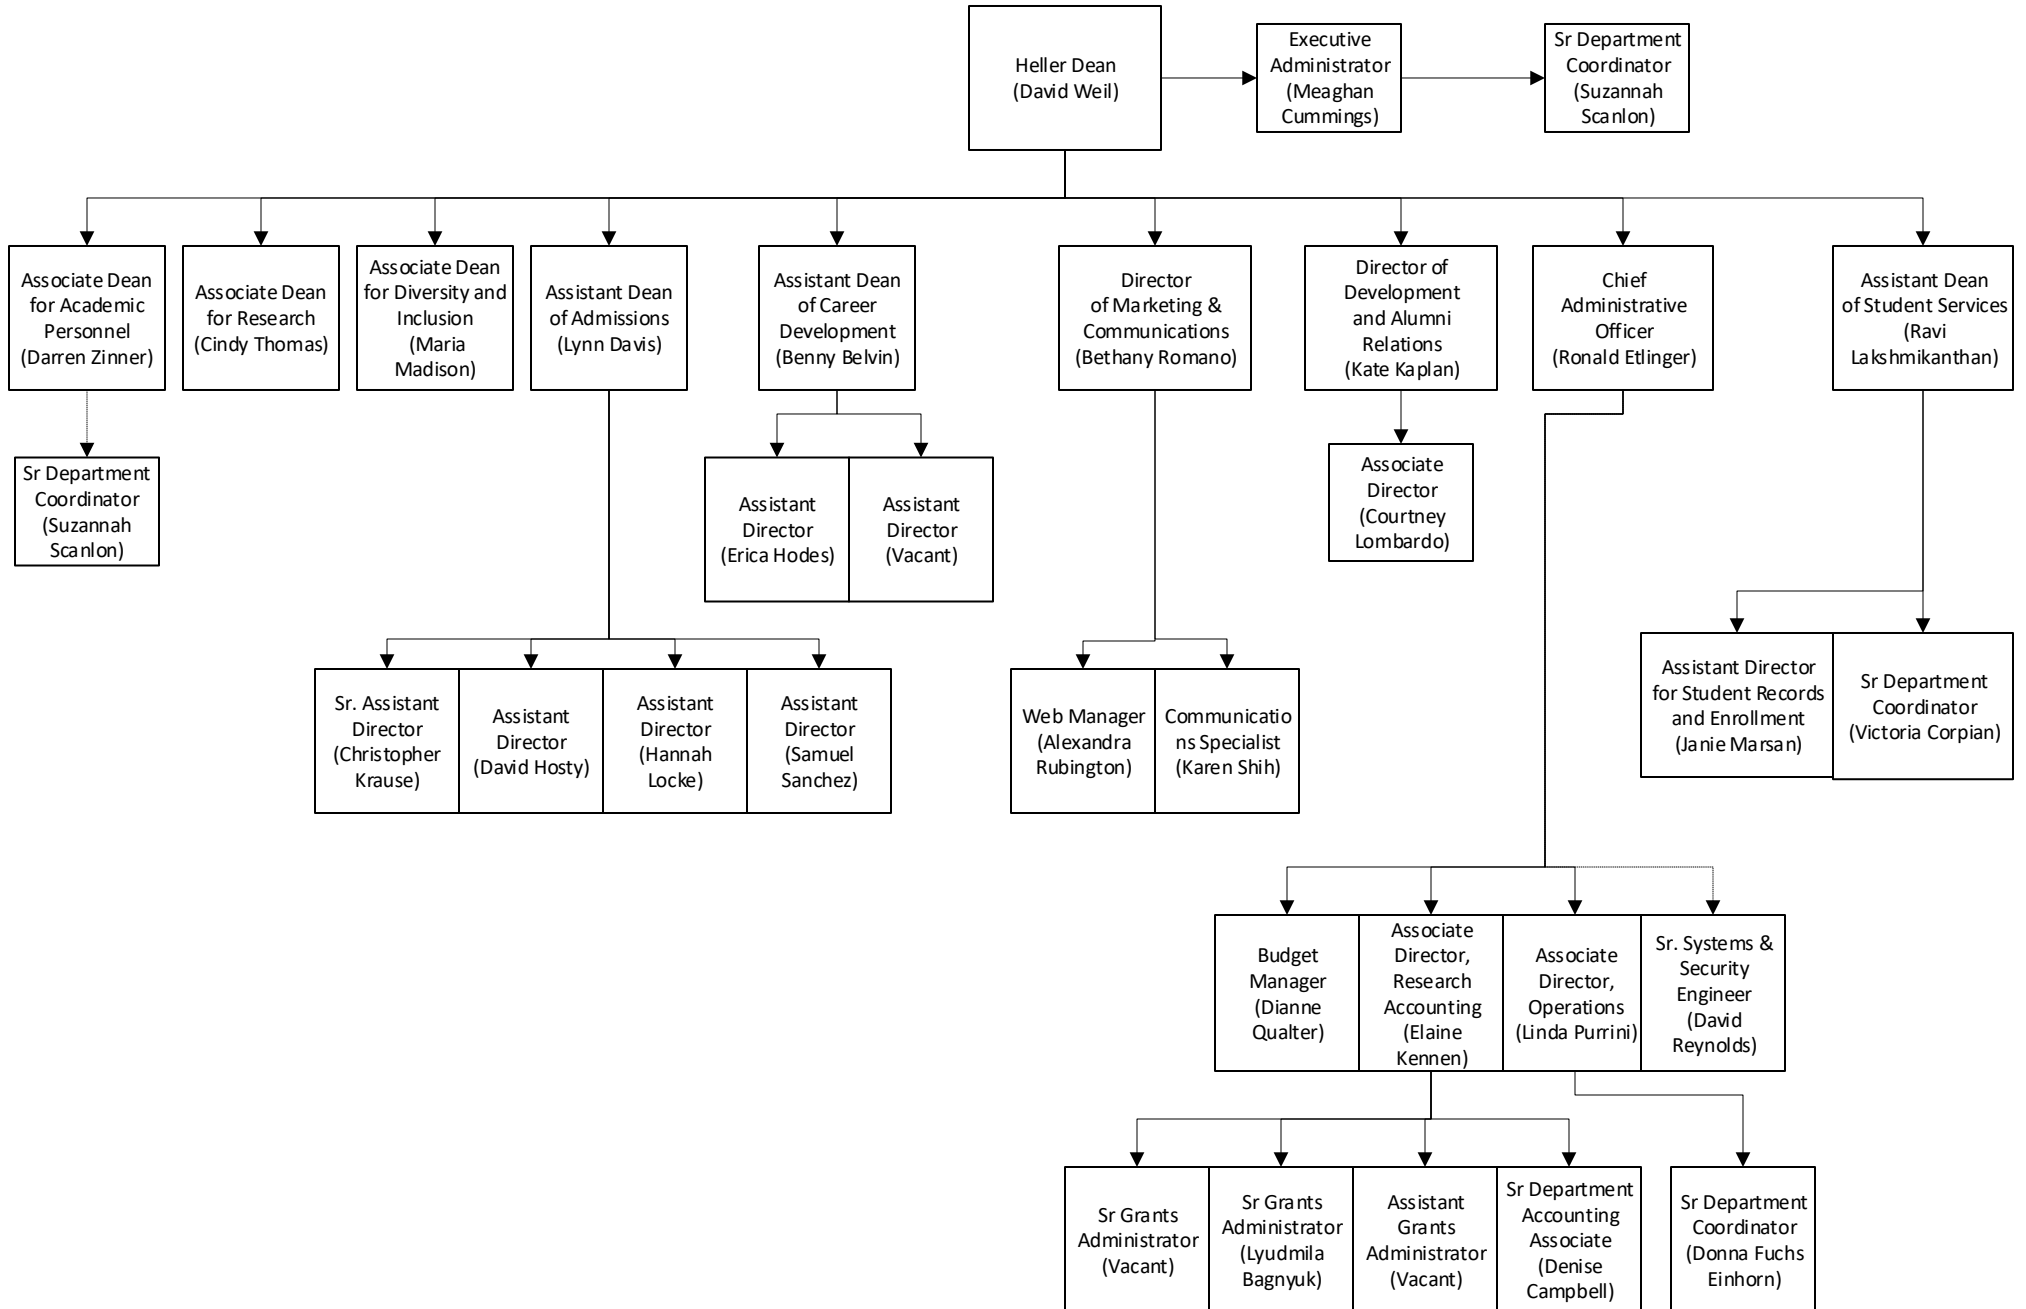 Heller Dean
(David Weil)
Executive
Administrator
(Meaghan
Cummings)
Sr Department
Coordinator
(Suzannah
Scanlon)
Associate Dean
for Academic
Personnel
(Darren Zinner)
Associate Dean
for Research
(Cindy Thomas)
Associate Dean
for Diversity and
Inclusion
(Maria
Madison)
Assistant Dean
of Admissions
(Lynn Davis)
Assistant Dean
of Career
Development
(Benny Belvin)
Director
of Marketing &
Communications
(Bethany Romano)
Director of
Development
and Alumni
Relations
(Kate Kaplan)
Chief
Administrative
Officer
(Ronald Etlinger)
Assistant Dean
of Student Services
(Ravi
Lakshmikanthan)
Sr Department
Coordinator
(Suzannah
Scanlon)
Assistant
Director
(Erica Hodes)
Assistant
Director
(Vacant)
Associate
Director
(Courtney
Lombardo)
Sr. Assistant
Director
(Christopher
Krause)
Assistant
Director
(David Hosty)
Assistant
Director
(Hannah
Locke)
Assistant
Director
(Samuel
Sanchez)
Web Manager
(Alexandra
Rubington)
Communicatio
ns Specialist
(Karen Shih)
Assistant Director
for Student Records
and Enrollment
(Janie Marsan)
Sr Department
Coordinator
(Victoria Corpian)
Budget
Manager
(Dianne
Qualter)
Associate
Director,
Research
Accounting
(Elaine
Kennen)
Associate
Director,
Operations
(Linda Purrini)
Sr. Systems &
Security
Engineer
(David
Reynolds)
Sr Grants
Administrator
(Vacant)
Sr Grants
Administrator
(Lyudmila
Bagnyuk)
Assistant
Grants
Administrator
(Vacant)
Sr Department
Accounting
Associate
(Denise
Campbell)
Sr Department
Coordinator
(Donna Fuchs
Einhorn)